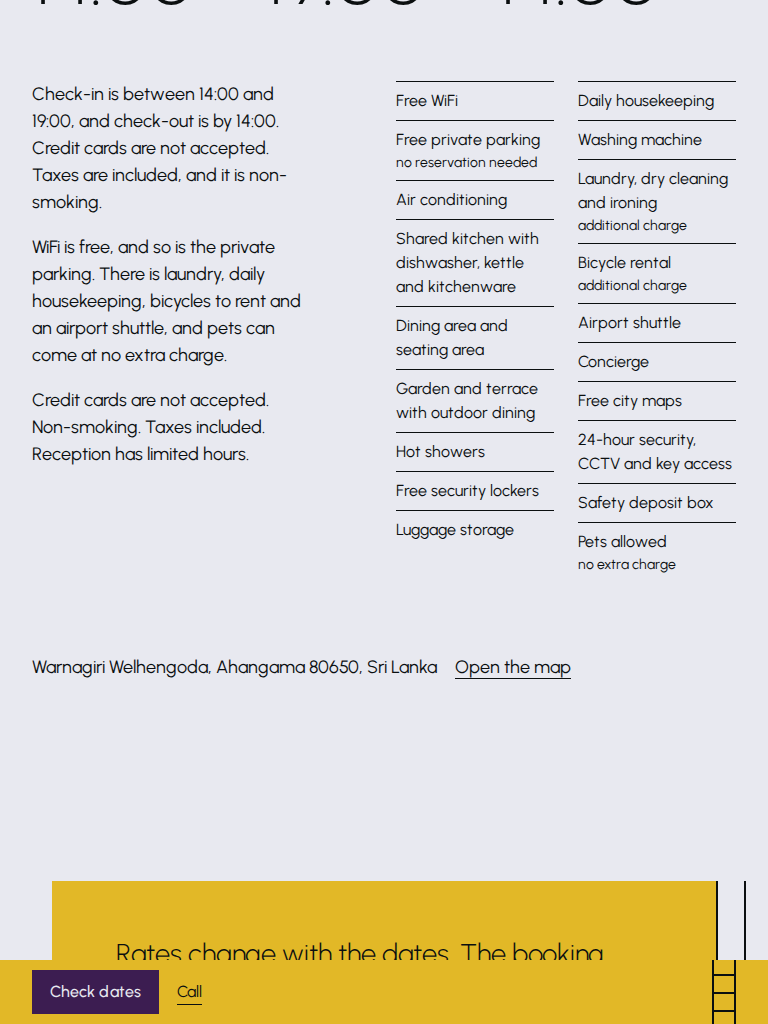 Check-in is between 14:00 and
19:00, and check-out is by 14:00.
Credit cards are not accepted.
Taxes are included, and it is non-
smoking.
WiFi is free, and so is the private
parking. There is laundry, daily
housekeeping, bicycles to rent and
an airport shuttle, and pets can
come at no extra charge.
Credit cards are not accepted.
Non-smoking. Taxes included.
Reception has limited hours.
Free WiFi
Free private parking
no reservation needed
Air conditioning
Shared kitchen with
dishwasher, kettle
and kitchenware
Dining area and
seating area
Garden and terrace
with outdoor dining
Hot showers
Free security lockers
Luggage storage
Daily housekeeping
Washing machine
Laundry, dry cleaning
and ironing
additional charge
Bicycle rental
additional charge
Airport shuttle
Concierge
Free city maps
24-hour security,
CCTV and key access
Safety deposit box
Pets allowed
no extra charge
Warnagiri Welhengoda, Ahangama 80650, Sri Lanka Open the map
Rates change with the dates. The booking
Check dates Call